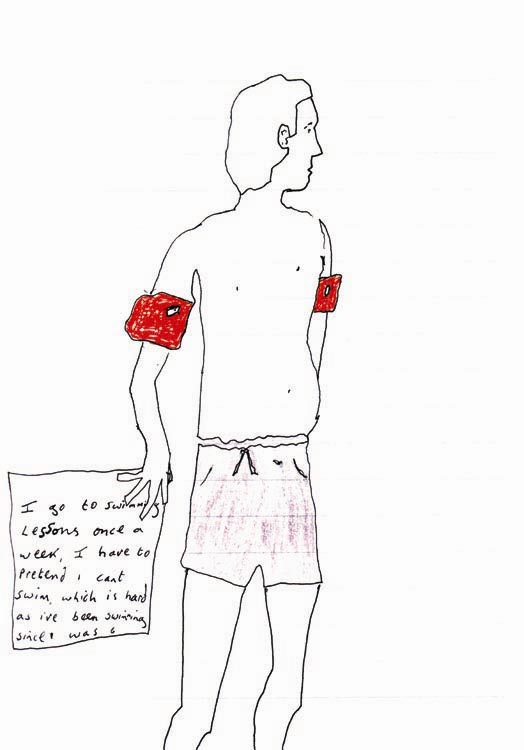 I go to swimming
Lessons once a
week, I have to
Pretend i cant
Swim, which is hard
as ive been swimming
since i was 6